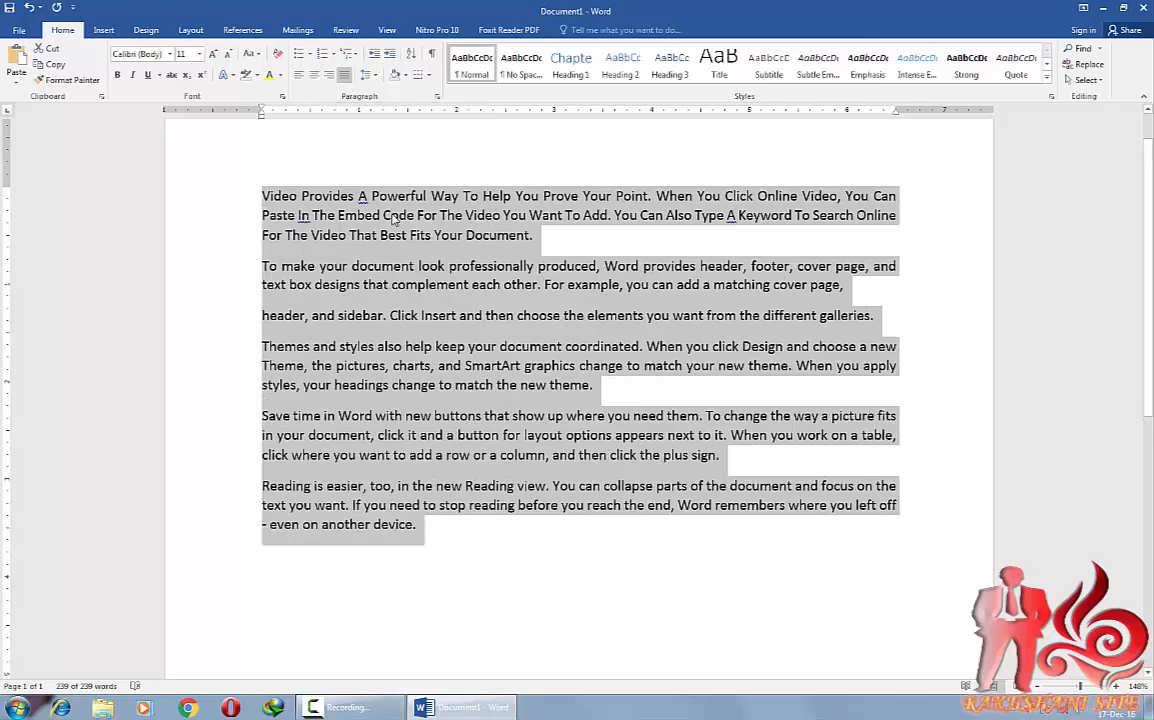 Document1 - Word
File Home Insert Design Layout References Mailings Review View Nitro Pro 10 Foxit Reader PDF Tell me what you want to do... Sign in Share
Paste Cut Copy Format Painter
Calibri (Body) 11
AaBbCcDc AaBbCcDc Chapte AaBbCc AaBbCc AaB AaBbCcD AaBbCcDc AaBbCcDc AaBbCcDc AaBbCcDc AaBbCcDc
¶ Normal ¶ No Spac... Heading 1 Heading 2 Heading 3 Title Subtitle Subtle Em... Emphasis Intense E... Strong Quote
Find Replace Select
Clipboard Font Paragraph Styles Editing
Video Provides A Powerful Way To Help You Prove Your Point. When You Click Online Video, You Can
Paste In The Embed Code For The Video You Want To Add. You Can Also Type A Keyword To Search Online
For The Video That Best Fits Your Document.
To make your document look professionally produced, Word provides header, footer, cover page, and
text box designs that complement each other. For example, you can add a matching cover page,
header, and sidebar. Click Insert and then choose the elements you want from the different galleries.
Themes and styles also help keep your document coordinated. When you click Design and choose a new
Theme, the pictures, charts, and SmartArt graphics change to match your new theme. When you apply
styles, your headings change to match the new theme.
Save time in Word with new buttons that show up where you need them. To change the way a picture fits
in your document, click it and a button for layout options appears next to it. When you work on a table,
click where you want to add a row or a column, and then click the plus sign.
Reading is easier, too, in the new Reading view. You can collapse parts of the document and focus on the
text you want. If you need to stop reading before you reach the end, Word remembers where you left off
- even on another device.
Page 1 of 1 239 of 239 words 148%
Recording... Document1 - Word 17-Dec-16
RAKESHANI SITE